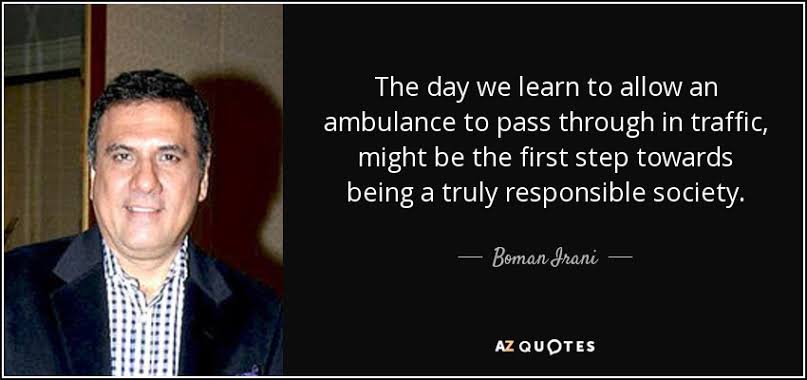 The day we learn to allow an
ambulance to pass through in traffic,
might be the first step towards
being a truly responsible society.
Boman Irani
AZ QUOTES